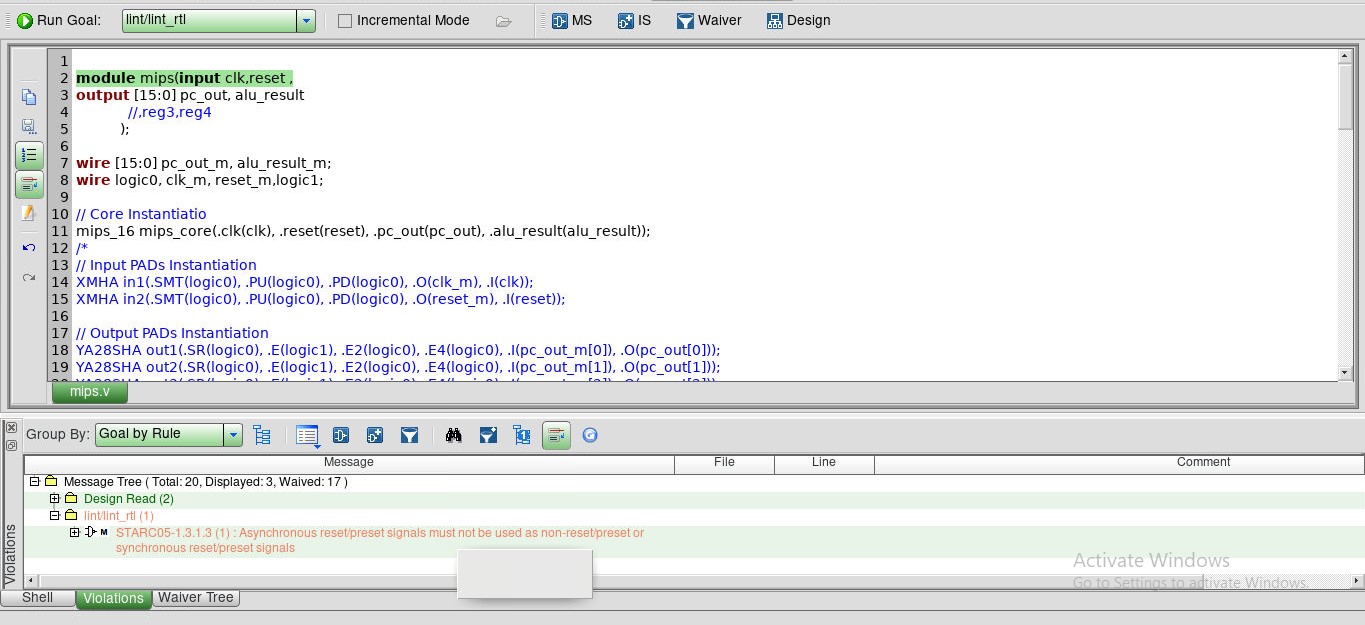 Run Goal: lint/lint_rtl Incremental Mode MS IS Waiver Design
1
2 module mips(input clk,reset ,
3 output [15:0] pc_out, alu_result
4 //,reg3,reg4
5 );
6
7 wire [15:0] pc_out_m, alu_result_m;
8 wire logic0, clk_m, reset_m,logic1;
9
10 // Core Instantiatio
11 mips_16 mips_core(.clk(clk), .reset(reset), .pc_out(pc_out), .alu_result(alu_result));
12 /*
13 // Input PADs Instantiation
14 XMHA in1(.SMT(logic0), .PU(logic0), .PD(logic0), .O(clk_m), .I(clk));
15 XMHA in2(.SMT(logic0), .PU(logic0), .PD(logic0), .O(reset_m), .I(reset));
16
17 // Output PADs Instantiation
18 YA28SHA out1(.SR(logic0), .E(logic1), .E2(logic0), .E4(logic0), .I(pc_out_m[0]), .O(pc_out[0]));
19 YA28SHA out2(.SR(logic0), .E(logic1), .E2(logic0), .E4(logic0), .I(pc_out_m[1]), .O(pc_out[1]));
mips.v
Group By: Goal by Rule
Message File Line Comment
Message Tree ( Total: 20, Displayed: 3, Waived: 17 )
Design Read (2)
lint/lint_rtl (1)
M STARC05-1.3.1.3 (1) : Asynchronous reset/preset signals must not be used as non-reset/preset or
synchronous reset/preset signals
Violations
Activate Windows
Go to Settings to activate Windows.
Shell Violations Waiver Tree